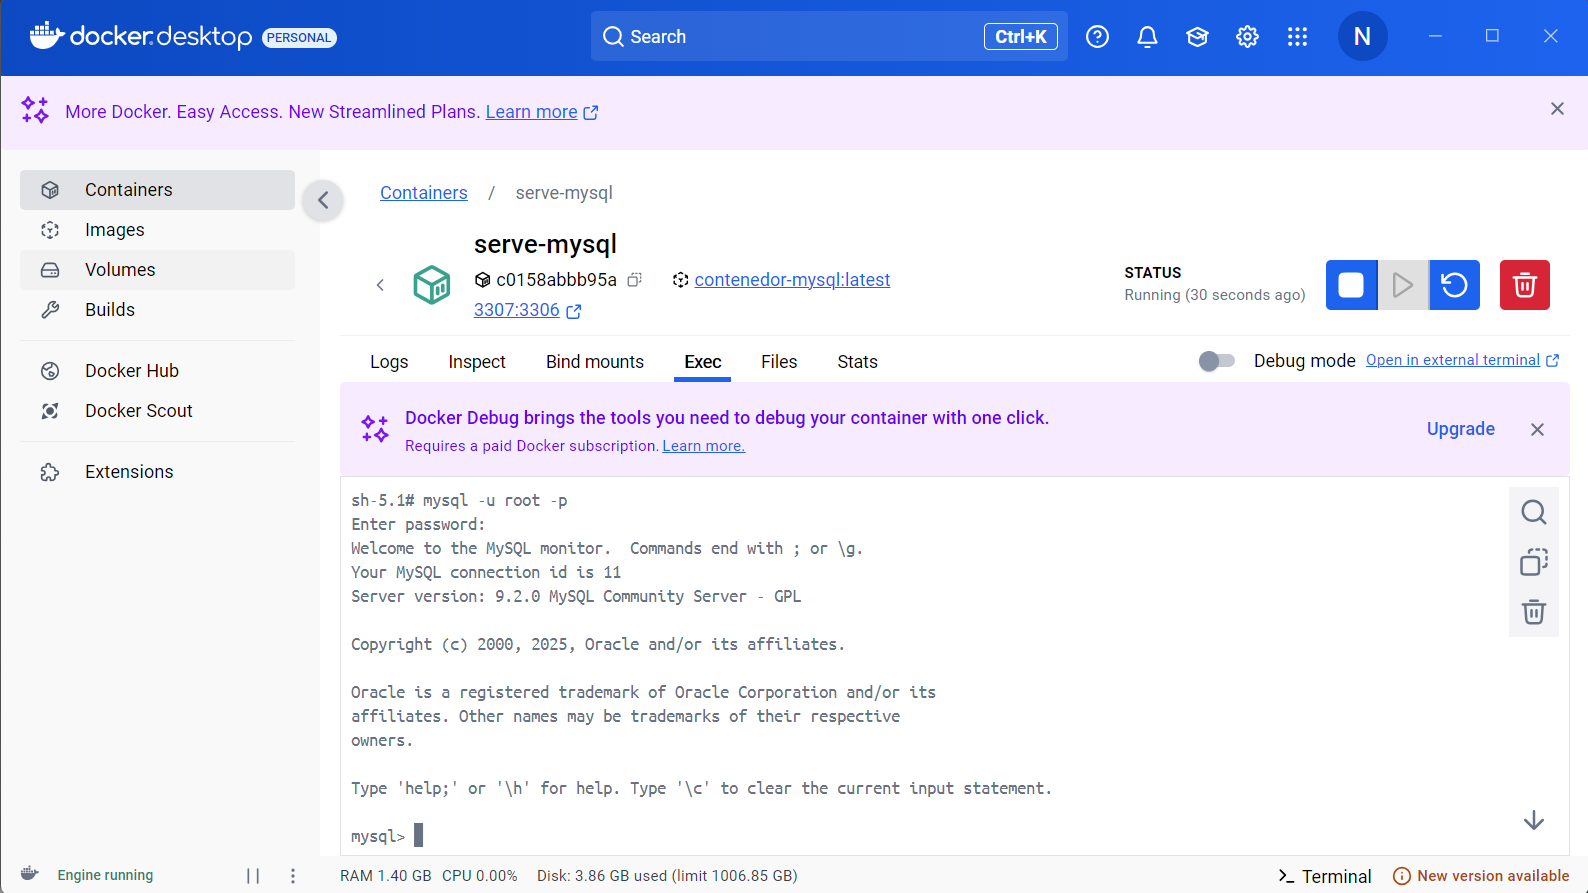 docker.desktop PERSONAL
Search
Ctrl+K
N
More Docker. Easy Access. New Streamlined Plans. Learn more
Containers
Images
Volumes
Builds
Docker Hub
Docker Scout
Extensions
Containers / serve-mysql
serve-mysql
c0158abbb95a
contenedor-mysql:latest
3307:3306
STATUS
Running (30 seconds ago)
Logs
Inspect
Bind mounts
Exec
Files
Stats
Debug mode
Open in external terminal
Docker Debug brings the tools you need to debug your container with one click.
Requires a paid Docker subscription. Learn more.
Upgrade
sh-5.1# mysql -u root -p
Enter password:
Welcome to the MySQL monitor.  Commands end with ; or \g.
Your MySQL connection id is 11
Server version: 9.2.0 MySQL Community Server - GPL
Copyright (c) 2000, 2025, Oracle and/or its affiliates.
Oracle is a registered trademark of Oracle Corporation and/or its
affiliates. Other names may be trademarks of their respective
owners.
Type 'help;' or '\h' for help. Type '\c' to clear the current input statement.
mysql>
Engine running
RAM 1.40 GB CPU 0.00% Disk: 3.86 GB used (limit 1006.85 GB)
Terminal
New version available